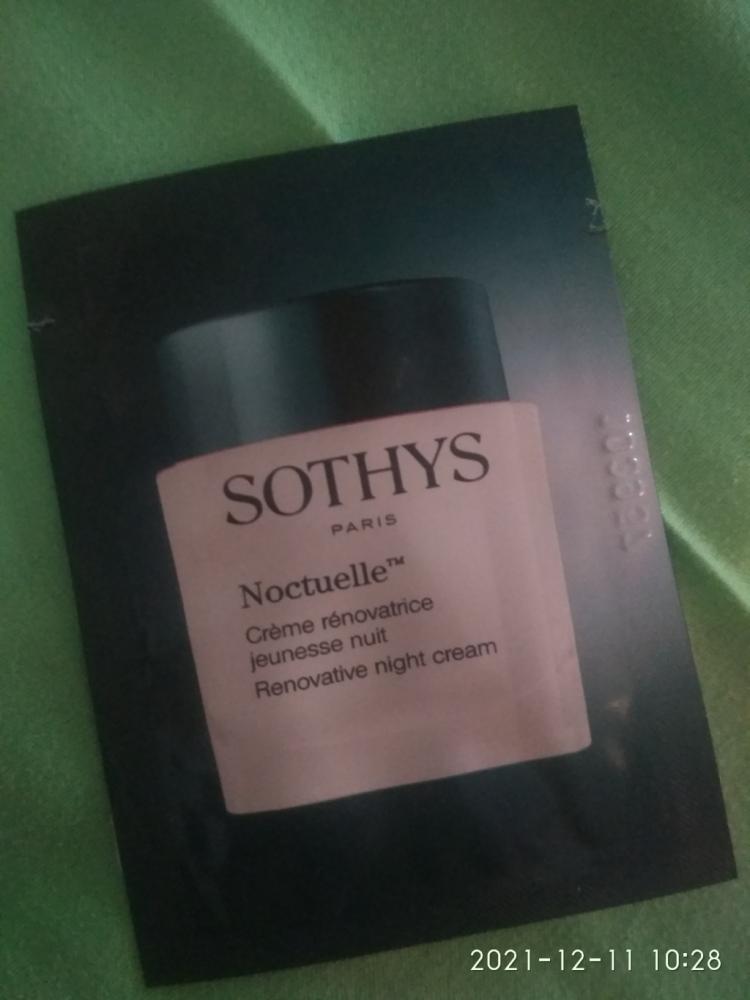 SOTHYS
PARIS
Noctuelle™
Crème rénovatrice
jeunesse nuit
Renovative night cream
2021-12-11 10:28